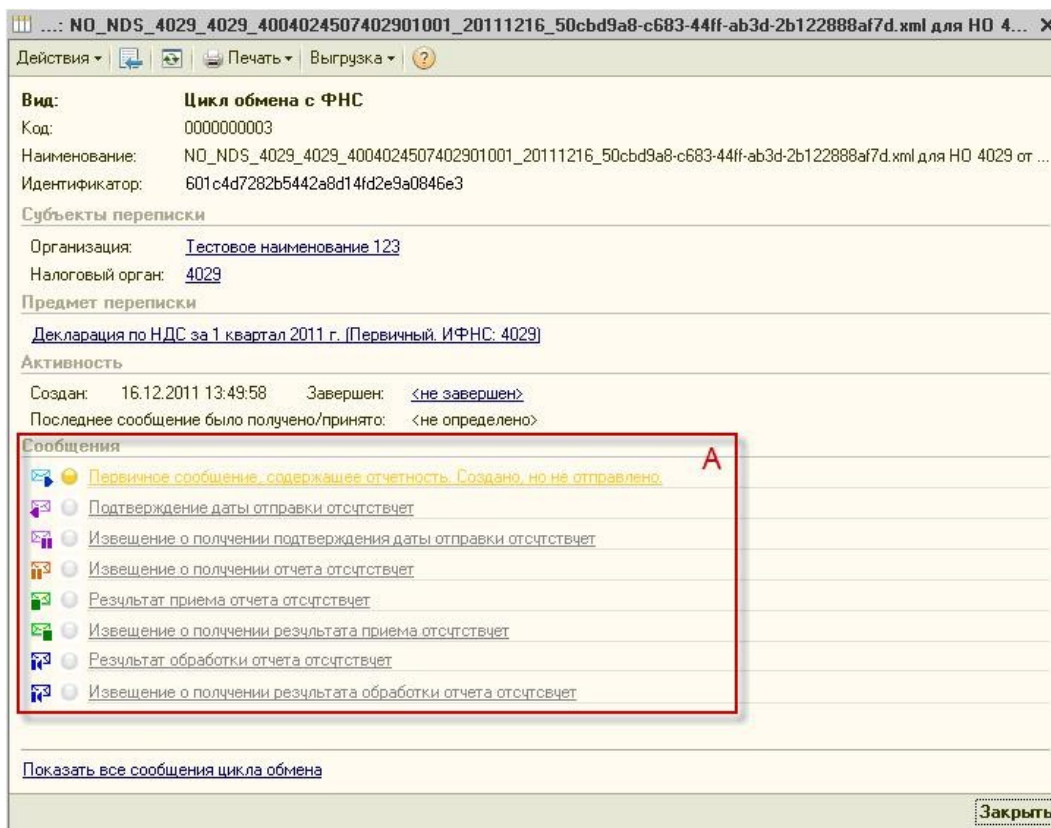 ...: NO_NDS_4029_4029_4004024507402901001_20111216_50cbd9a8-c683-44ff-ab3d-2b122888af7d.xml для НО 4...
Действия Печать Выгрузка ?
Вид: Цикл обмена с ФНС
Код: 0000000003
Наименование: NO_NDS_4029_4029_4004024507402901001_20111216_50cbd9a8-c683-44ff-ab3d-2b122888af7d.xml для НО 4029 от ...
Идентификатор: 601c4d7282b5442a8d14fd2e9a0846e3
Субъекты переписки
Организация: Тестовое наименование 123
Налоговый орган: 4029
Предмет переписки
Декларация по НДС за 1 квартал 2011 г. (Первичный. ИФНС: 4029)
Активность
Создан: 16.12.2011 13:49:58 Завершен: <не завершен>
Последнее сообщение было получено/принято: <не определено>
Сообщения A
Первичное сообщение, содержащее отчетность. Создано, но не отправлено.
Подтверждение даты отправки отсутствует
Извещение о получении подтверждения даты отправки отсутствует
Извещение о получении отчета отсутствует
Результат приема отчета отсутствует
Извещение о получении результата приема отсутствует
Результат обработки отчета отсутствует
Извещение о получении результата обработки отчета отсутсвует
Показать все сообщения цикла обмена
Закрыть